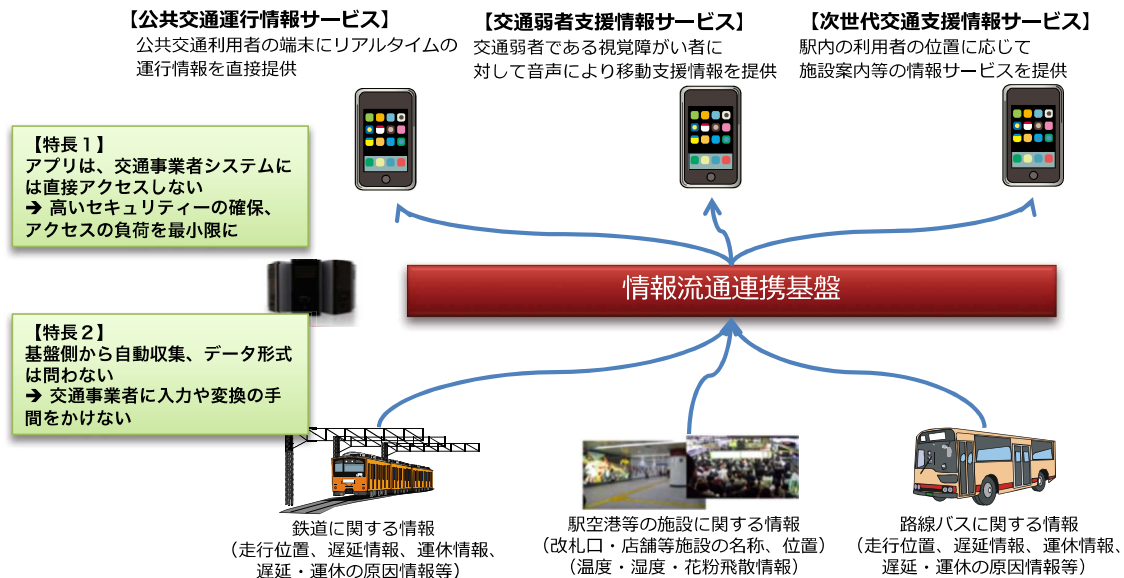 【公共交通運行情報サービス】
公共交通利用者の端末にリアルタイムの
運行情報を直接提供
【交通弱者支援情報サービス】
交通弱者である視覚障がい者に
対して音声により移動支援情報を提供
【次世代交通支援情報サービス】
駅内の利用者の位置に応じて
施設案内等の情報サービスを提供
【特長１】
アプリは、交通事業者システムに
は直接アクセスしない
➔ 高いセキュリティーの確保、
アクセスの負荷を最小限に
情報流通連携基盤
【特長２】
基盤側から自動収集、データ形式
は問わない
➔ 交通事業者に入力や変換の手
間をかけない
鉄道に関する情報
（走行位置、遅延情報、運休情報、
遅延・運休の原因情報等）
駅空港等の施設に関する情報
（改札口・店舗等施設の名称、位置）
（温度・湿度・花粉飛散情報）
路線バスに関する情報
（走行位置、遅延情報、運休情報、
遅延・運休の原因情報等）